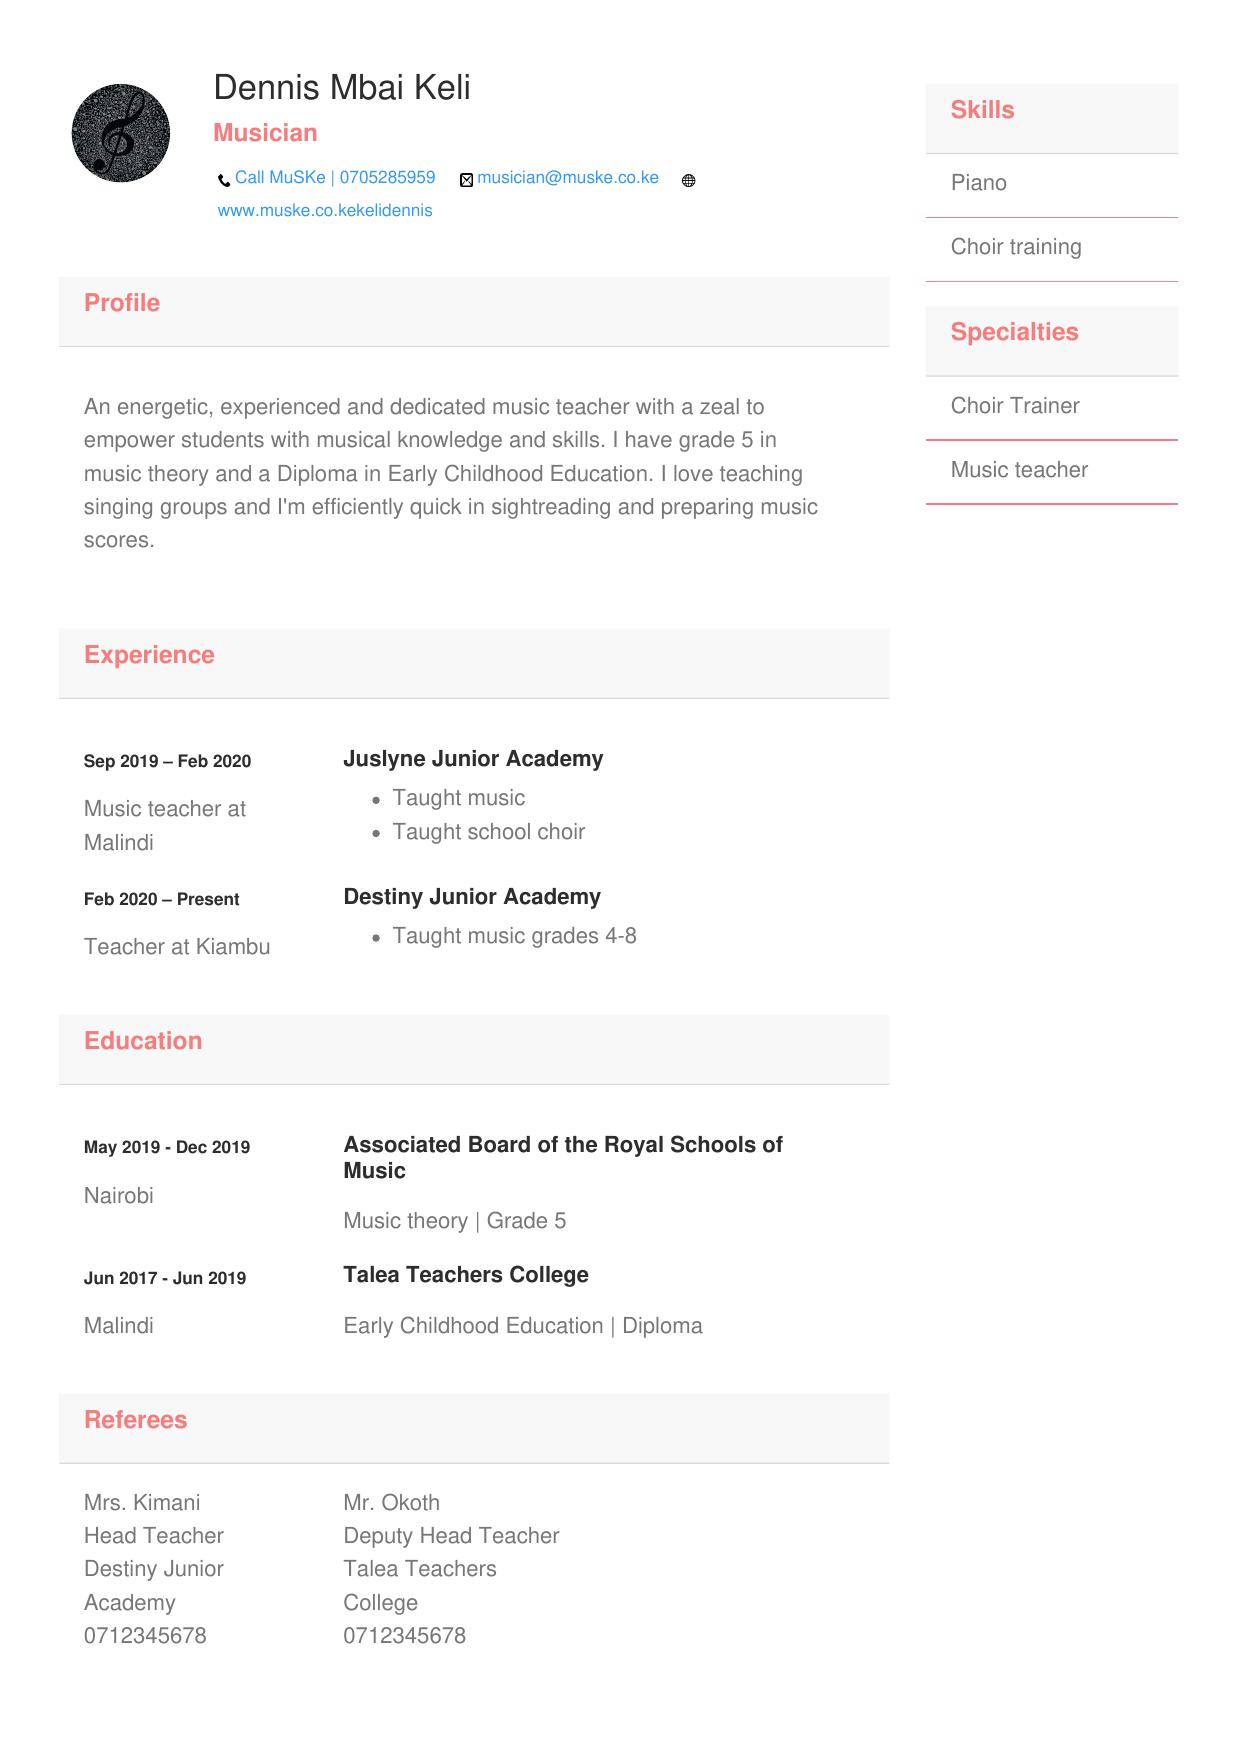 Dennis Mbai Keli
Musician
Call MuSKe | 0705285959 musician@muske.co.ke
www.muske.co.kekelidennis
Profile
An energetic, experienced and dedicated music teacher with a zeal to
empower students with musical knowledge and skills. I have grade 5 in
music theory and a Diploma in Early Childhood Education. I love teaching
singing groups and I'm efficiently quick in sightreading and preparing music
scores.
Experience
Sep 2019 – Feb 2020
Music teacher at
Malindi
Juslyne Junior Academy
• Taught music
• Taught school choir
Feb 2020 – Present
Teacher at Kiambu
Destiny Junior Academy
• Taught music grades 4-8
Education
May 2019 - Dec 2019
Nairobi
Associated Board of the Royal Schools of
Music
Music theory | Grade 5
Jun 2017 - Jun 2019
Malindi
Talea Teachers College
Early Childhood Education | Diploma
Referees
Mrs. Kimani
Head Teacher
Destiny Junior
Academy
0712345678
Mr. Okoth
Deputy Head Teacher
Talea Teachers
College
0712345678
Skills
Piano
Choir training
Specialties
Choir Trainer
Music teacher